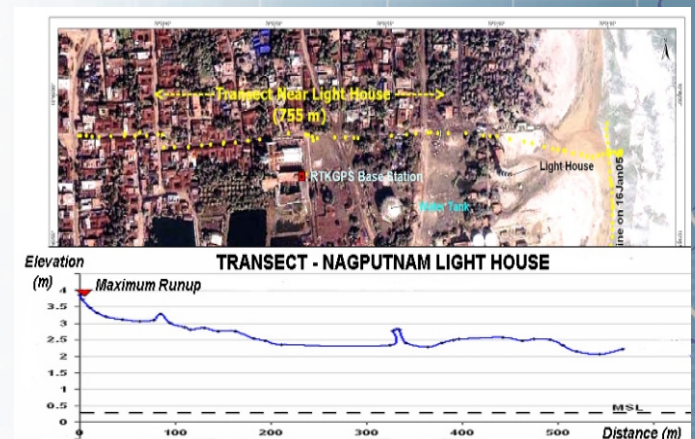 Transect Near Light House
(755 m)
RTKGPS Base Station
Light House
Water Tank
ine on 16Jan05
Elevation
(m)
TRANSECT - NAGPUTNAM LIGHT HOUSE
Maximum Runup
4
3.5
3
2.5
2
1.5
1
0.5
0
MSL
0
100
200
300
400
500
Distance (m)